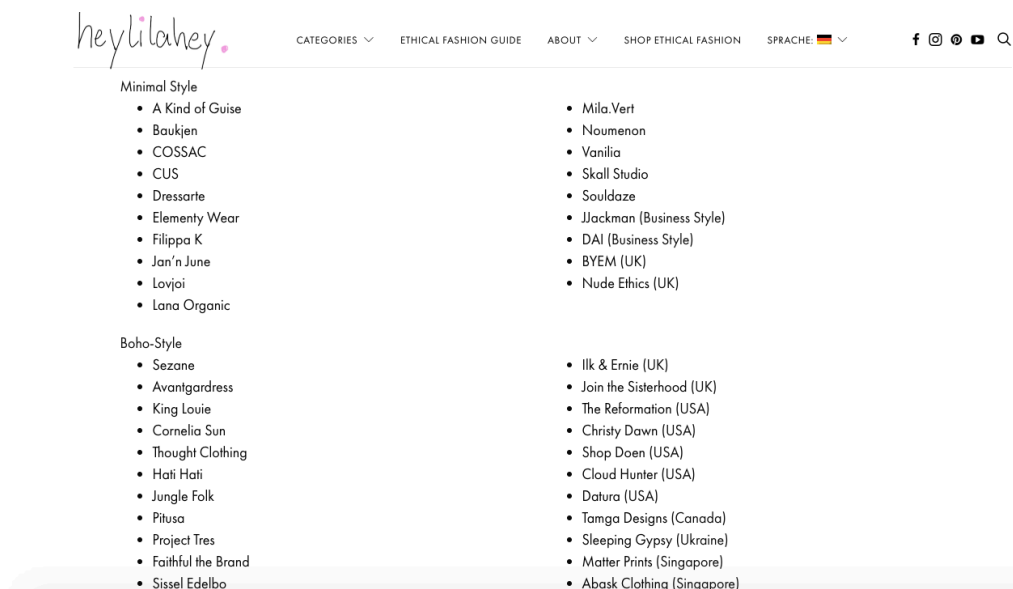 heylilahey.
CATEGORIES
ETHICAL FASHION GUIDE
ABOUT
SHOP ETHICAL FASHION
SPRACHE:
Minimal Style
A Kind of Guise
Baukjen
COSSAC
CUS
Dressarte
Elementy Wear
Filippa K
Jan’n June
Lovjoi
Lana Organic
Mila.Vert
Noumenon
Vanilia
Skall Studio
Souldaze
JJackman (Business Style)
DAI (Business Style)
BYEM (UK)
Nude Ethics (UK)
Boho-Style
Sezane
Avantgardress
King Louie
Cornelia Sun
Thought Clothing
Hati Hati
Jungle Folk
Pitusa
Project Tres
Faithful the Brand
Sissel Edelbo
Ilk & Ernie (UK)
Join the Sisterhood (UK)
The Reformation (USA)
Christy Dawn (USA)
Shop Doen (USA)
Cloud Hunter (USA)
Datura (USA)
Tamga Designs (Canada)
Sleeping Gypsy (Ukraine)
Matter Prints (Singapore)
Abask Clothing (Singapore)